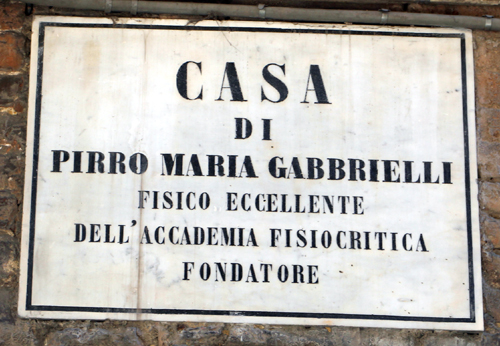 CASA
DI
PIRRO MARIA GABBRIELLI
FISICO ECCELLENTE
DELL'ACCADEMIA FISIOCRITICA
FONDATORE